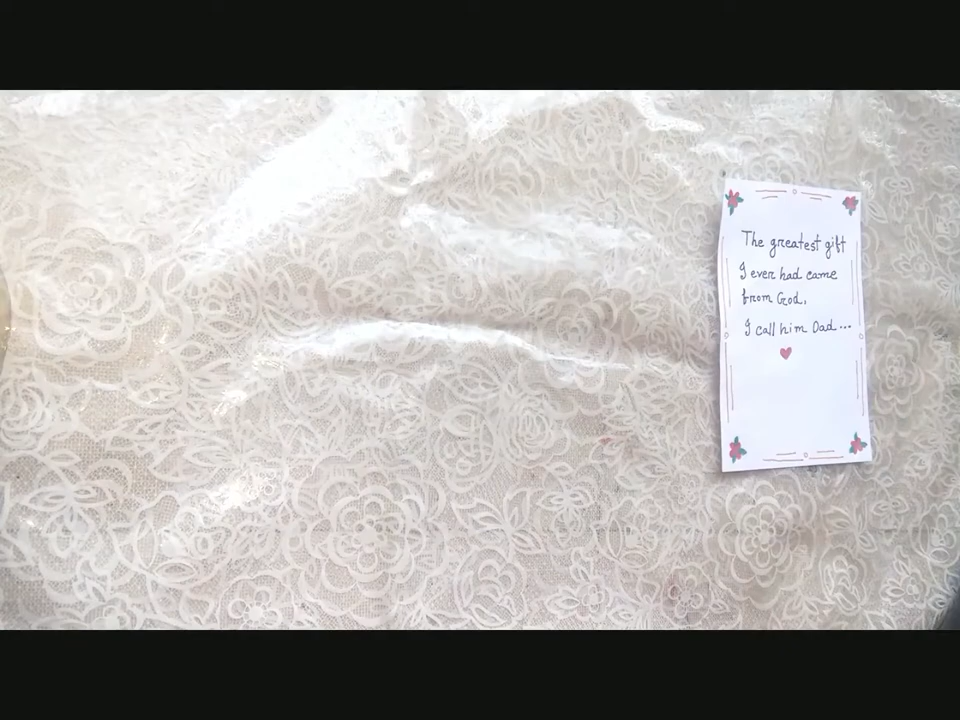 The greatest gift
I ever had came
from God,
I call him Dad...